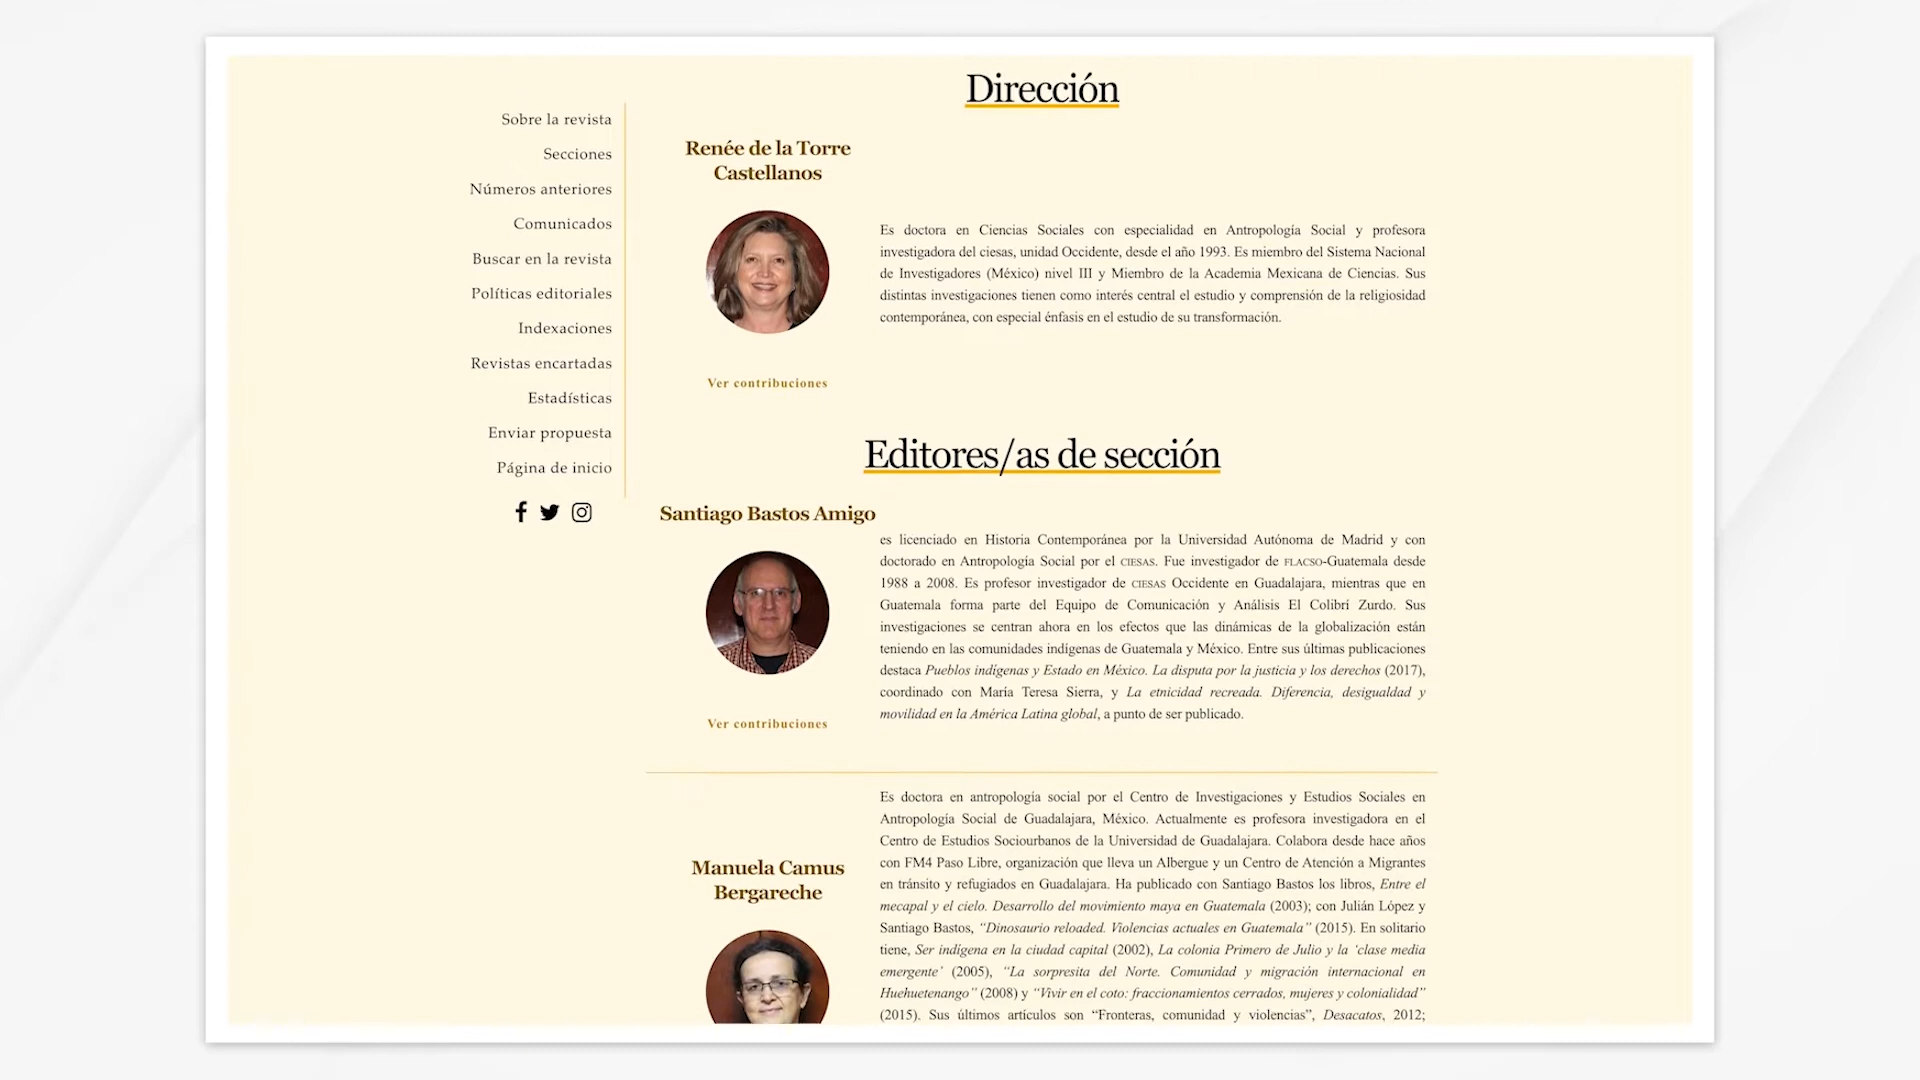 Sobre la revista
Secciones
Números anteriores
Comunicados
Buscar en la revista
Políticas editoriales
Indexaciones
Revistas encartadas
Estadísticas
Enviar propuesta
Página de inicio
Dirección
Renée de la Torre
Castellanos
Es doctora en Ciencias Sociales con especialidad en Antropología Social y profesora
investigadora del ciesas, unidad Occidente, desde el año 1993. Es miembro del Sistema Nacional
de Investigadores (México) nivel III y Miembro de la Academia Mexicana de Ciencias. Sus
distintas investigaciones tienen como interés central el estudio y comprensión de la religiosidad
contemporánea, con especial énfasis en el estudio de su transformación.
Ver contribuciones
Editores/as de sección
Santiago Bastos Amigo
es licenciado en Historia Contemporánea por la Universidad Autónoma de Madrid y con
doctorado en Antropología Social por el CIESAS. Fue investigador de FLACSO-Guatemala desde
1988 a 2008. Es profesor investigador de CIESAS Occidente en Guadalajara, mientras que en
Guatemala forma parte del Equipo de Comunicación y Análisis El Colibrí Zurdo. Sus
investigaciones se centran ahora en los efectos que las dinámicas de la globalización están
teniendo en las comunidades indígenas de Guatemala y México. Entre sus últimas publicaciones
destaca Pueblos indígenas y Estado en México. La disputa por la justicia y los derechos (2017),
coordinado con María Teresa Sierra, y La etnicidad recreada. Diferencia, desigualdad y
movilidad en la América Latina global, a punto de ser publicado.
Ver contribuciones
Manuela Camus
Bergareche
Es doctora en antropología social por el Centro de Investigaciones y Estudios Sociales en
Antropología Social de Guadalajara, México. Actualmente es profesora investigadora en el
Centro de Estudios Sociourbanos de la Universidad de Guadalajara. Colabora desde hace años
con FM4 Paso Libre, organización que lleva un Albergue y un Centro de Atención a Migrantes
en tránsito y refugiados en Guadalajara. Ha publicado con Santiago Bastos los libros, Entre el
mecapal y el cielo. Desarrollo del movimiento maya en Guatemala (2003); con Julián López y
Santiago Bastos, “Dinosaurio reloaded. Violencias actuales en Guatemala” (2015). En solitario
tiene, Ser indígena en la ciudad capital (2002), La colonia Primero de Julio y la ‘clase media
emergente’ (2005), “La sorpresita del Norte. Comunidad y migración internacional en
Huehuetenango” (2008) y “Vivir en el coto: fraccionamientos cerrados, mujeres y colonialidad”
(2015). Sus últimos artículos son “Fronteras, comunidad y violencias”, Desacatos, 2012;